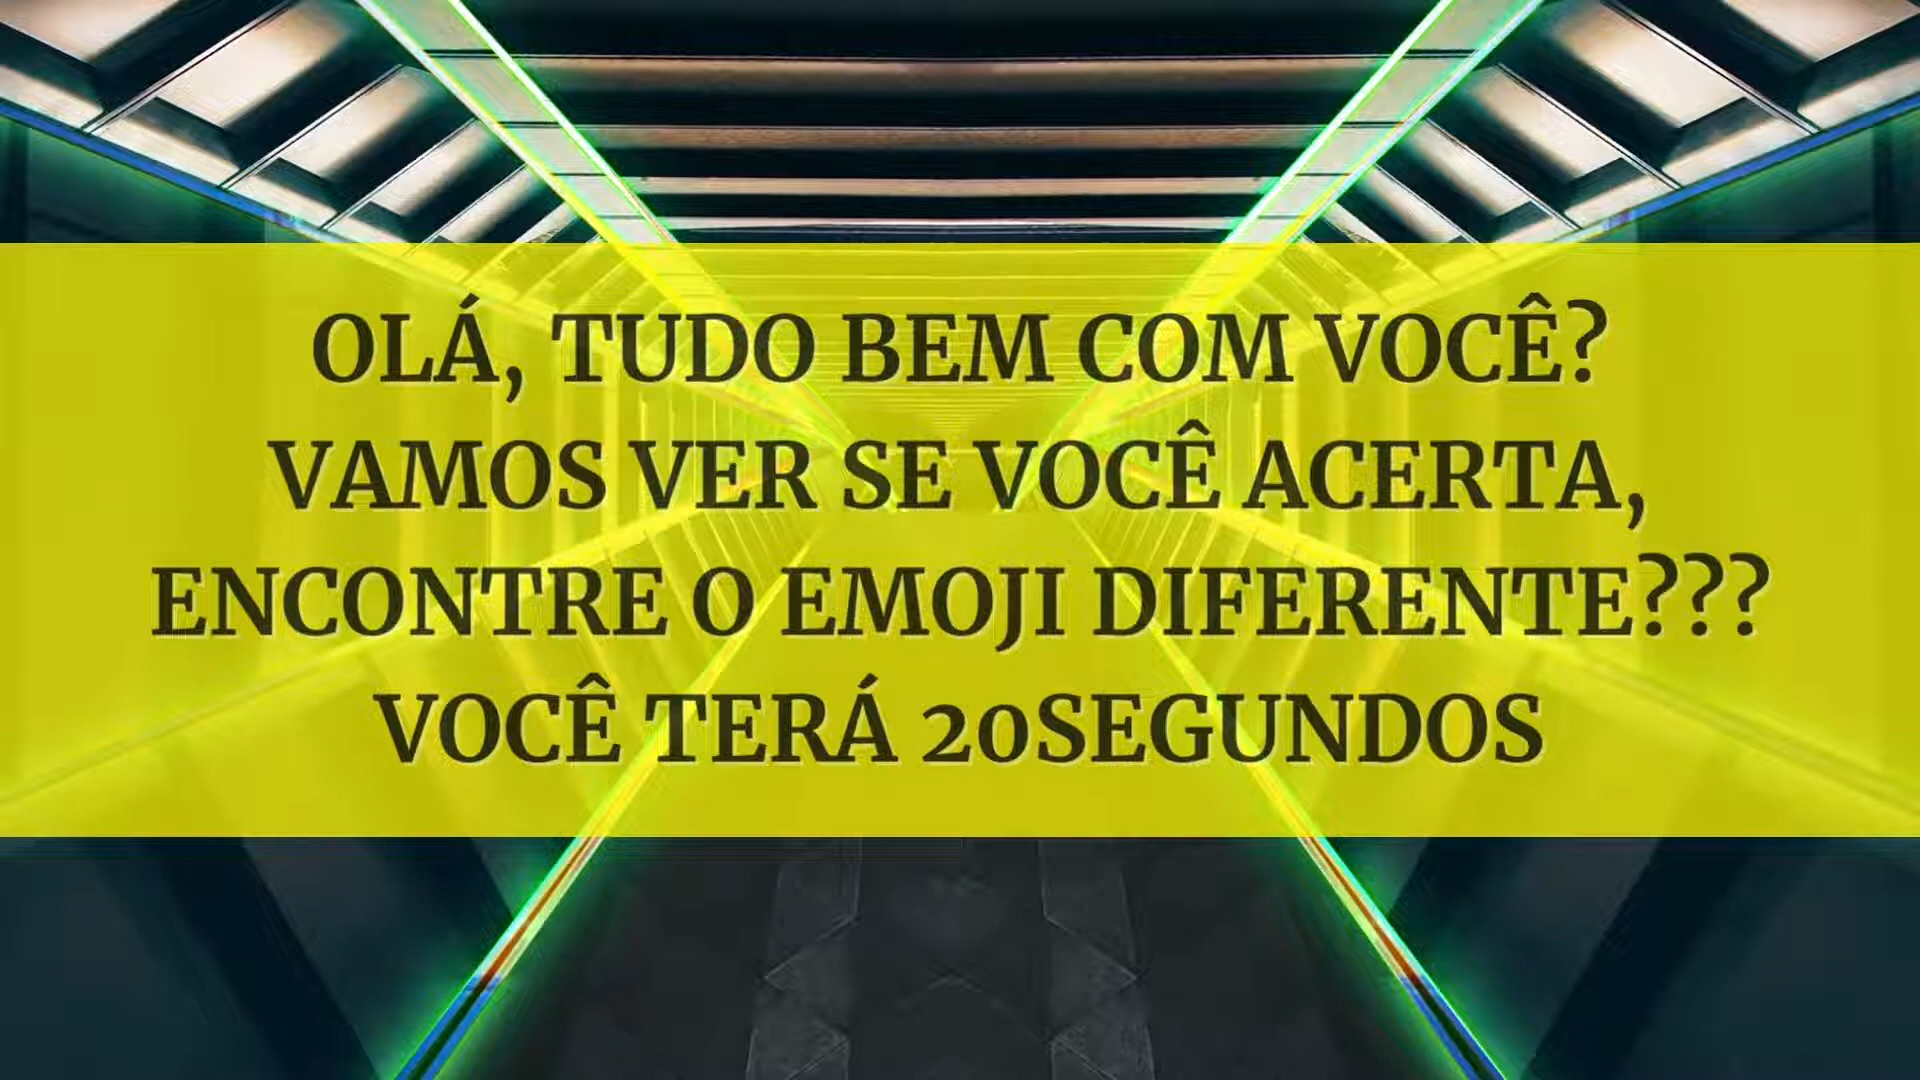 OLÁ, TUDO BEM COM VOCÊ?
VAMOS VER SE VOCÊ ACERTA,
ENCONTRE O EMOJI DIFERENTE???
VOCÊ TERÁ 20SEGUNDOS